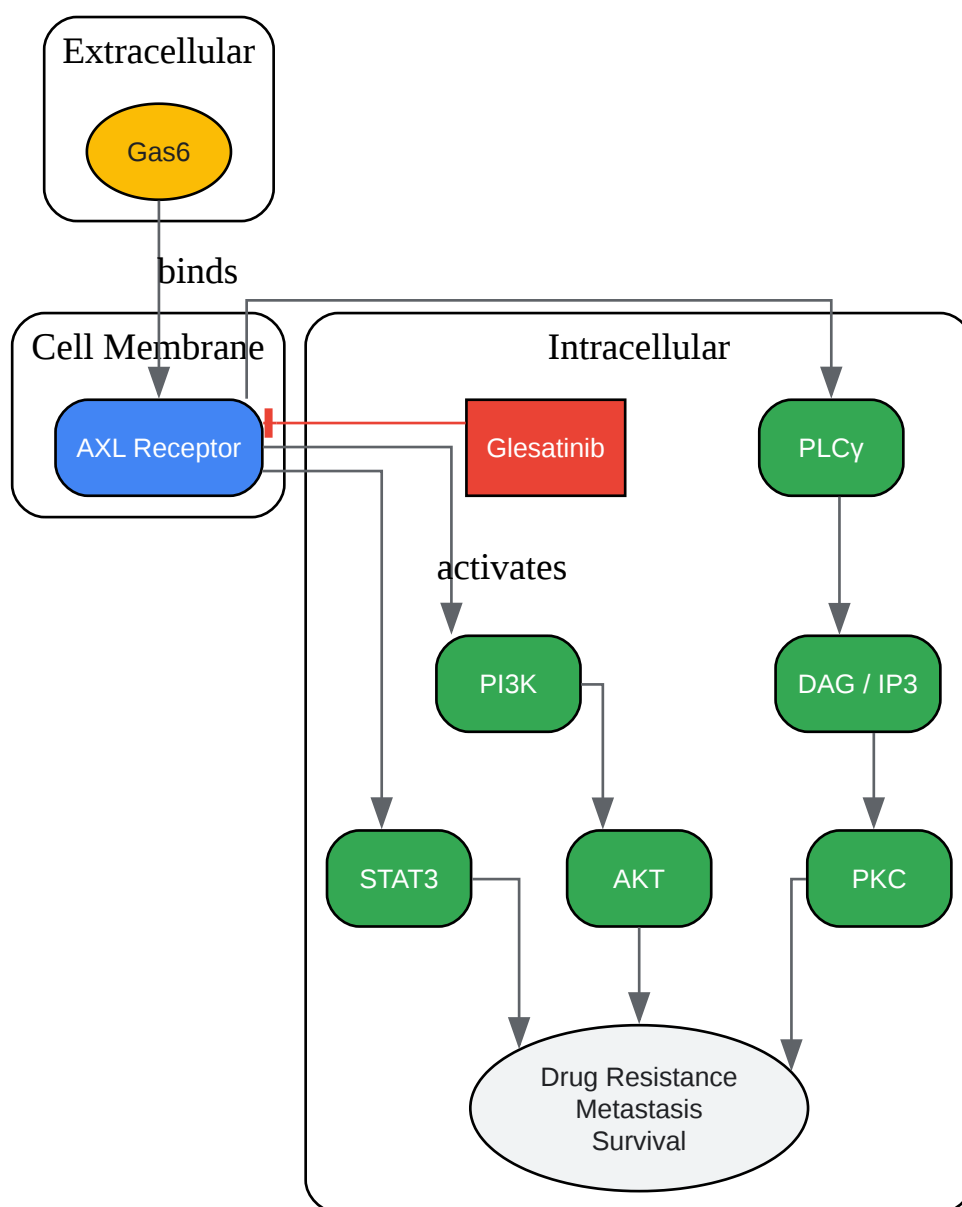 Extracellular
Gas6
binds
Cell Membrane
Intracellular
AXL Receptor
Glesatinib
PLCγ
activates
PI3K
DAG / IP3
STAT3
AKT
PKC
Drug Resistance
Metastasis
Survival